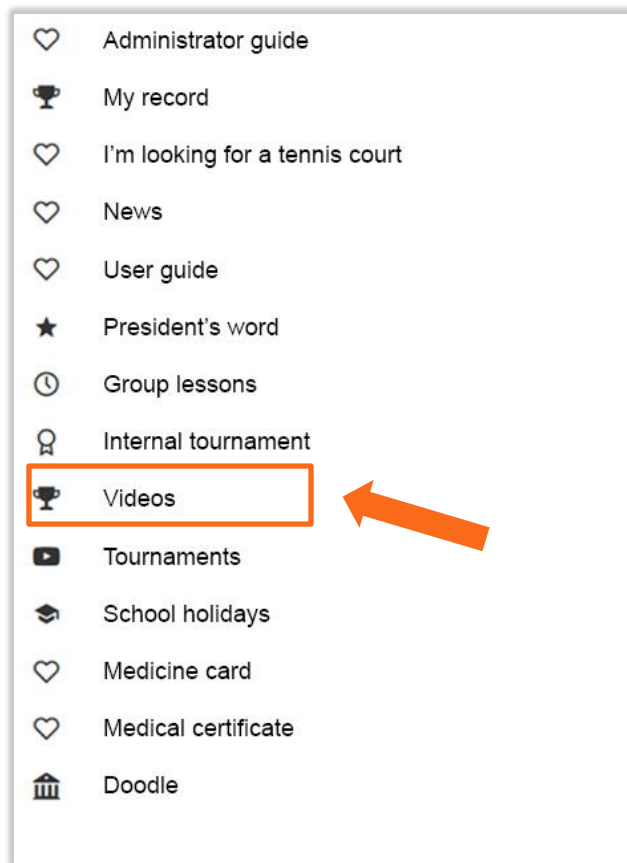 Administrator guide
My record
I'm looking for a tennis court
News
User guide
President's word
Group lessons
Internal tournament
Videos
Tournaments
School holidays
Medicine card
Medical certificate
Doodle